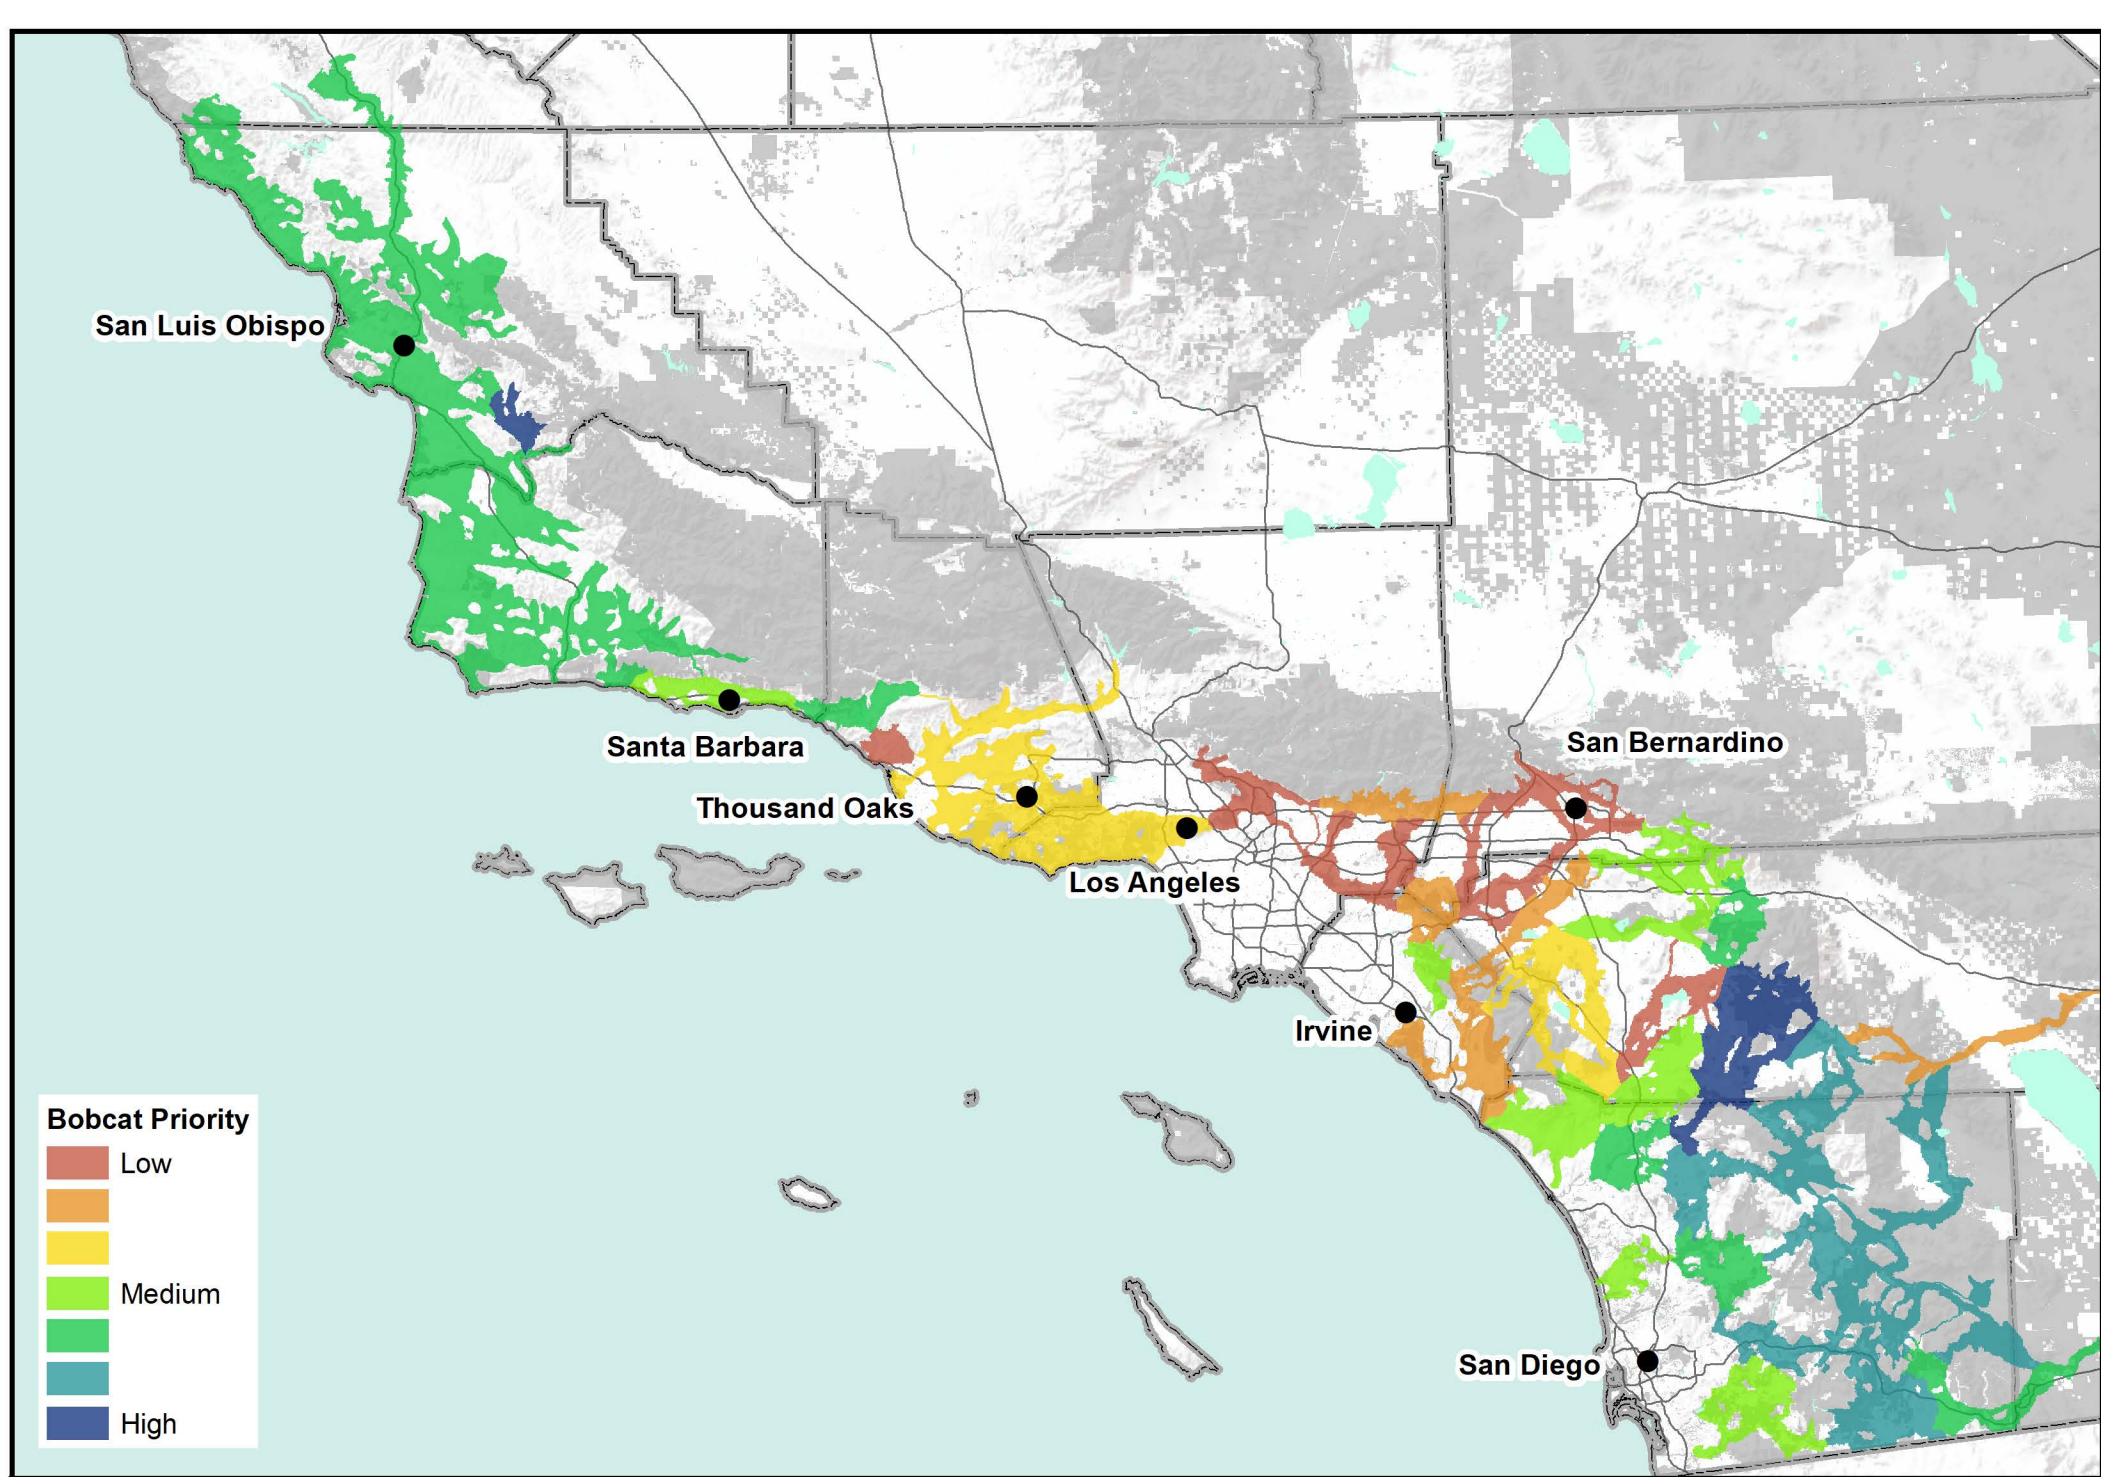 San Luis Obispo
Santa Barbara
San Bernardino
Thousand Oaks
Los Angeles
Irvine
San Diego
Bobcat Priority
Low
Medium
High